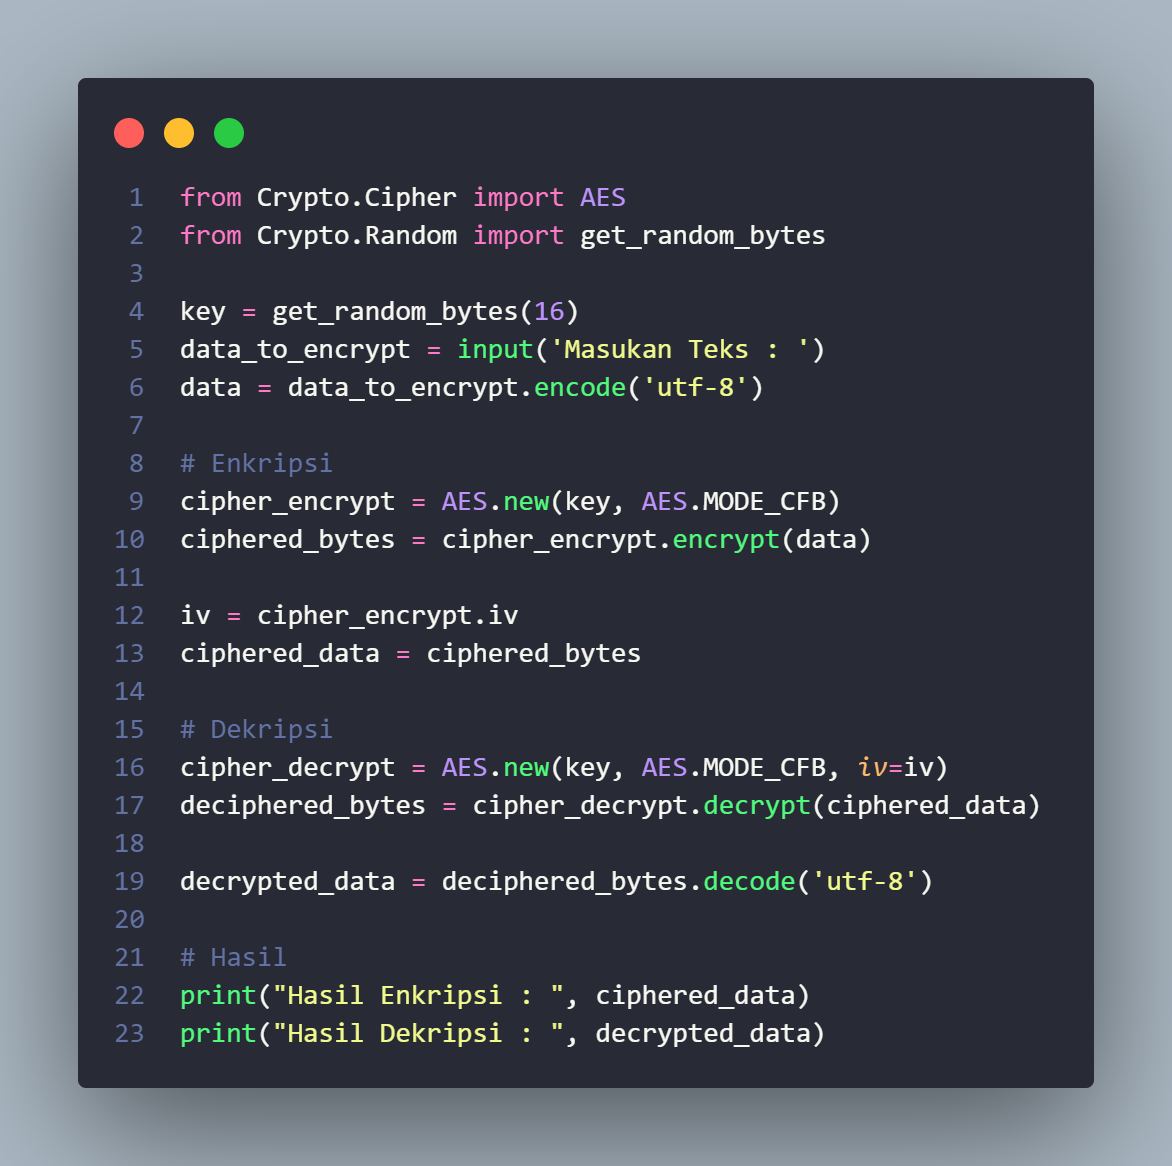 1 from Crypto.Cipher import AES
2 from Crypto.Random import get_random_bytes
3
4 key = get_random_bytes(16)
5 data_to_encrypt = input('Masukan Teks : ')
6 data = data_to_encrypt.encode('utf-8')
7
8 # Enkripsi
9 cipher_encrypt = AES.new(key, AES.MODE_CFB)
10 ciphered_bytes = cipher_encrypt.encrypt(data)
11
12 iv = cipher_encrypt.iv
13 ciphered_data = ciphered_bytes
14
15 # Dekripsi
16 cipher_decrypt = AES.new(key, AES.MODE_CFB, iv=iv)
17 deciphered_bytes = cipher_decrypt.decrypt(ciphered_data)
18
19 decrypted_data = deciphered_bytes.decode('utf-8')
20
21 # Hasil
22 print("Hasil Enkripsi : ", ciphered_data)
23 print("Hasil Dekripsi : ", decrypted_data)